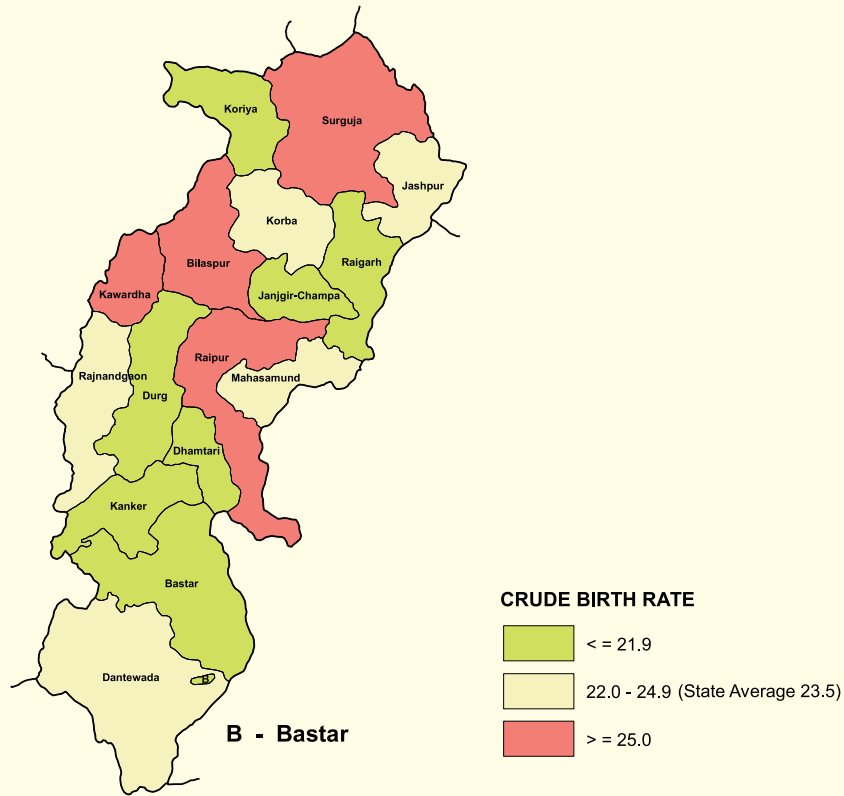 Koriya
Surguja
Jashpur
Korba
Bilaspur
Raigarh
Kawardha
Janjgir-Champa
Raipur
Rajnandgaon
Mahasamund
Durg
Dhamtari
Kanker
Bastar
Dantewada
B
B - Bastar
CRUDE BIRTH RATE
< = 21.9
22.0 - 24.9 (State Average 23.5)
> = 25.0